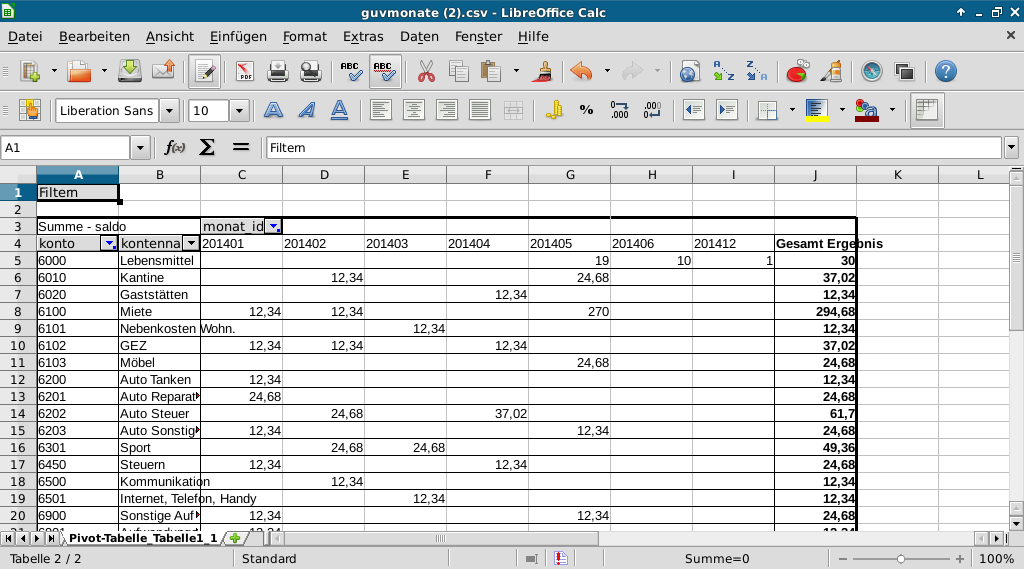 guvmonate (2).csv - LibreOffice Calc
Datei Bearbeiten Ansicht Einfügen Format Extras Daten Fenster Hilfe
Liberation Sans 10
A1 Filtern
A B C D E F G H I J K L
1 Filtern
2
3 Summe - saldo monat_id
4 konto kontenna 201401 201402 201403 201404 201405 201406 201412 Gesamt Ergebnis
5 6000 Lebensmittel 19 10 1 30
6 6010 Kantine 12,34 24,68 37,02
7 6020 Gaststätten 12,34 12,34
8 6100 Miete 12,34 12,34 270 294,68
9 6101 Nebenkosten Wohn. 12,34 12,34
10 6102 GEZ 12,34 12,34 12,34 37,02
11 6103 Möbel 24,68 24,68
12 6200 Auto Tanken 12,34 12,34
13 6201 Auto Reparat 24,68 24,68
14 6202 Auto Steuer 24,68 37,02 61,7
15 6203 Auto Sonstig 12,34 12,34 24,68
16 6301 Sport 24,68 24,68 49,36
17 6450 Steuern 12,34 12,34 24,68
18 6500 Kommunikation 12,34 12,34
19 6501 Internet, Telefon, Handy 12,34 12,34
20 6900 Sonstige Auf 12,34 12,34 24,68
Pivot-Tabelle_Tabelle1_1
Tabelle 2 / 2 Standard Summe=0 100%